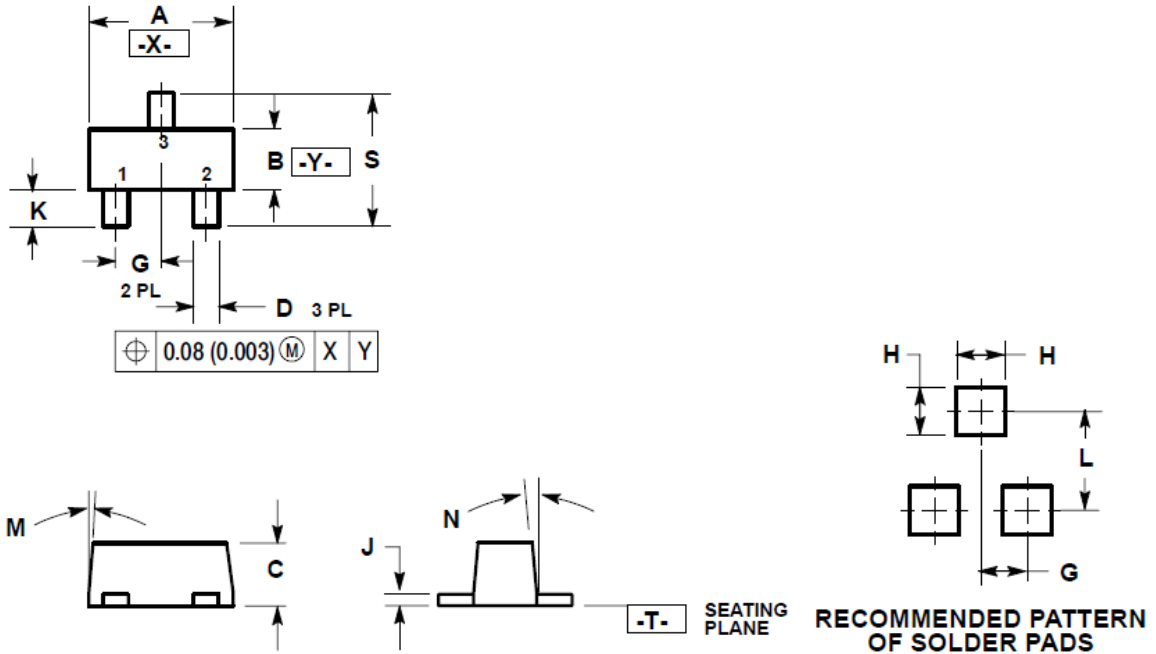 A
-X-
3
B -Y- S
1 2
K
G
2 PL
D 3 PL
⌖ 0.08 (0.003) Ⓜ X Y
H H
L
G
M
C
N
J
-T- SEATING
PLANE
RECOMMENDED PATTERN
OF SOLDER PADS